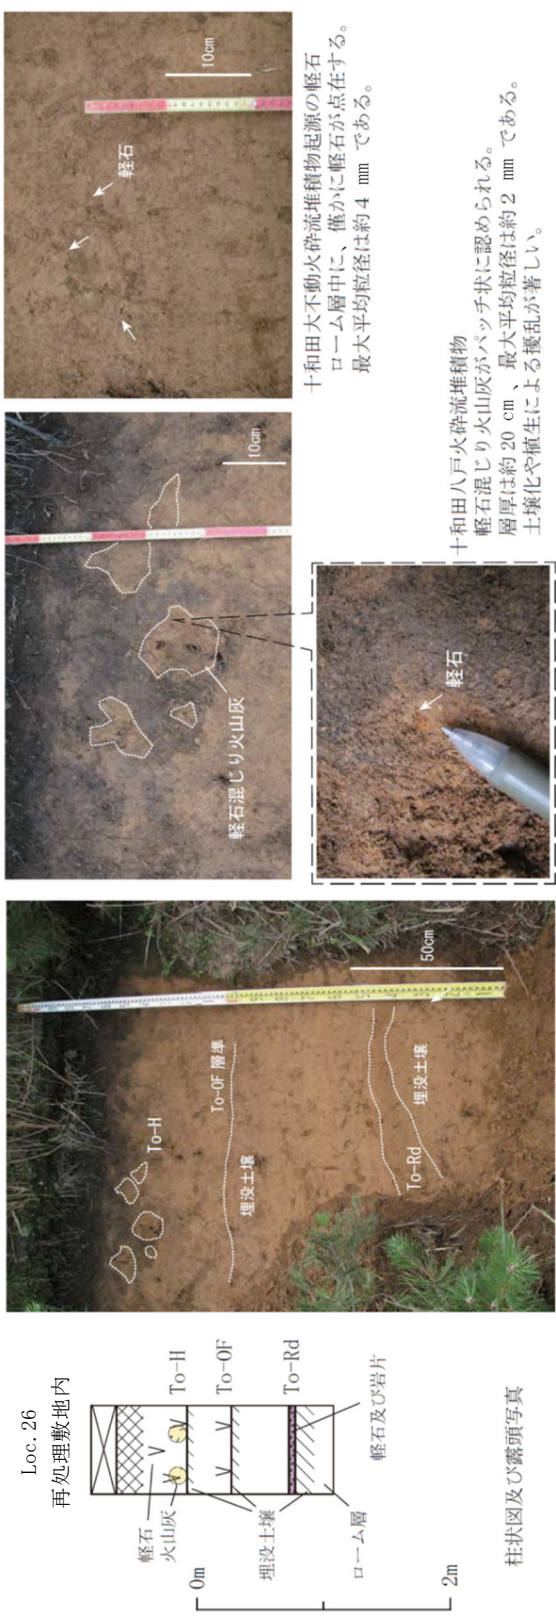 Loc. 26
再処理敷地内
To-H
To-OF
To-Rd
軽石
火山灰
埋没土壌
ローム層
軽石及び岩片
0m
2m
柱状図及び露頭写真
To-H
To-OF 層準
埋没土壌
To-Rd
埋没土壌
50cm
軽石混じり火山灰
10cm
軽石
十和田八戸火砕流堆積物
軽石混じり火山灰がパッチ状に認められる。
層厚は約 20 cm 、最大平均粒径は約 2 mm である。
土壌化や植生による擾乱が著しい。
軽石
10cm
十和田大不動火砕流堆積物起源の軽石
ローム層中に、僅かに軽石が点在する。
最大平均粒径は約 4 mm である。